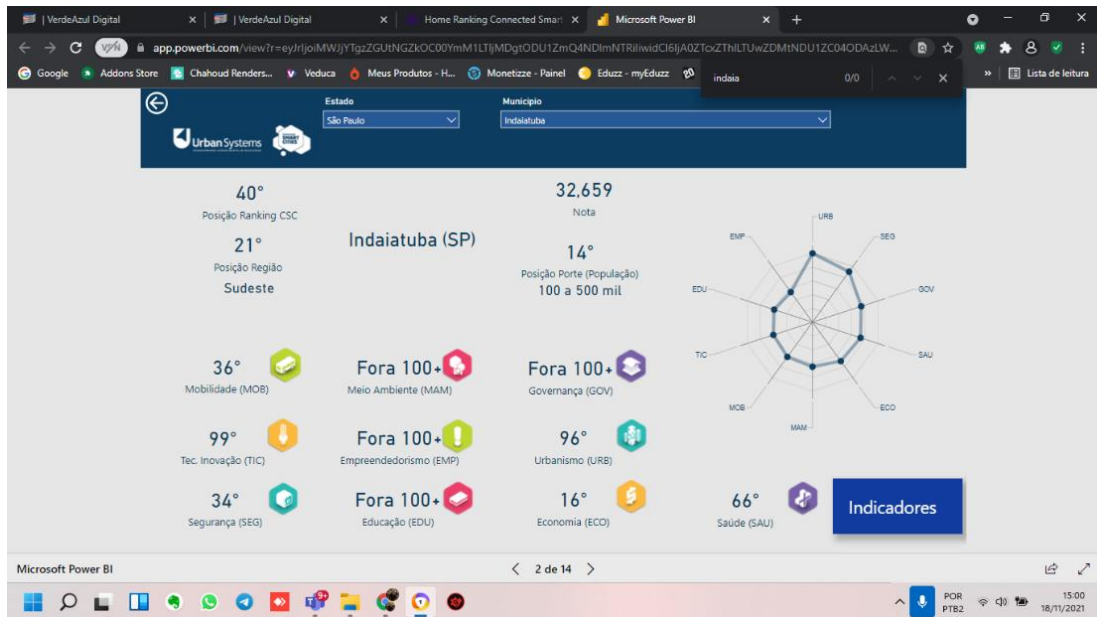 | VerdeAzul Digital
| VerdeAzul Digital
Home Ranking Connected Smart
Microsoft Power BI
VPN
app.powerbi.com/view?r=
Google
Addons Store
Chahoud Renders...
Veduca
Meus Produtos - H...
Monetizze - Painel
Eduzz - myEduzz
indaia
0/0
Lista de leitura
Estado
São Paulo
Município
Indaiatuba
Urban Systems
SMART CITIES
40°
Posição Ranking CSC
21°
Posição Região
Sudeste
Indaiatuba (SP)
32,659
Nota
14°
Posição Porte (População)
100 a 500 mil
URB
SEG
GOV
SAU
ECO
MAM
MOB
TIC
EDU
EMP
36°
Mobilidade (MOB)
Fora 100+
Meio Ambiente (MAM)
Fora 100+
Governança (GOV)
99°
Tec. Inovação (TIC)
Fora 100+
Empreendedorismo (EMP)
96°
Urbanismo (URB)
34°
Segurança (SEG)
Fora 100+
Educação (EDU)
16°
Economia (ECO)
66°
Saúde (SAU)
Indicadores
Microsoft Power BI
2 de 14
POR
PTB2
15:00
18/11/2021